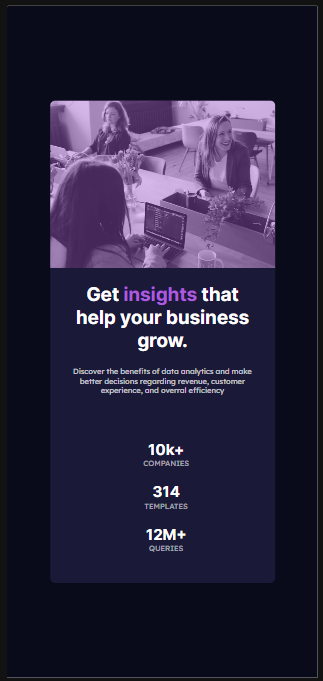 Get insights that
help your business
grow.
Discover the benefits of data analytics and make
better decisions regarding revenue, customer
experience, and overral efficiency
10k+
COMPANIES
314
TEMPLATES
12M+
QUERIES